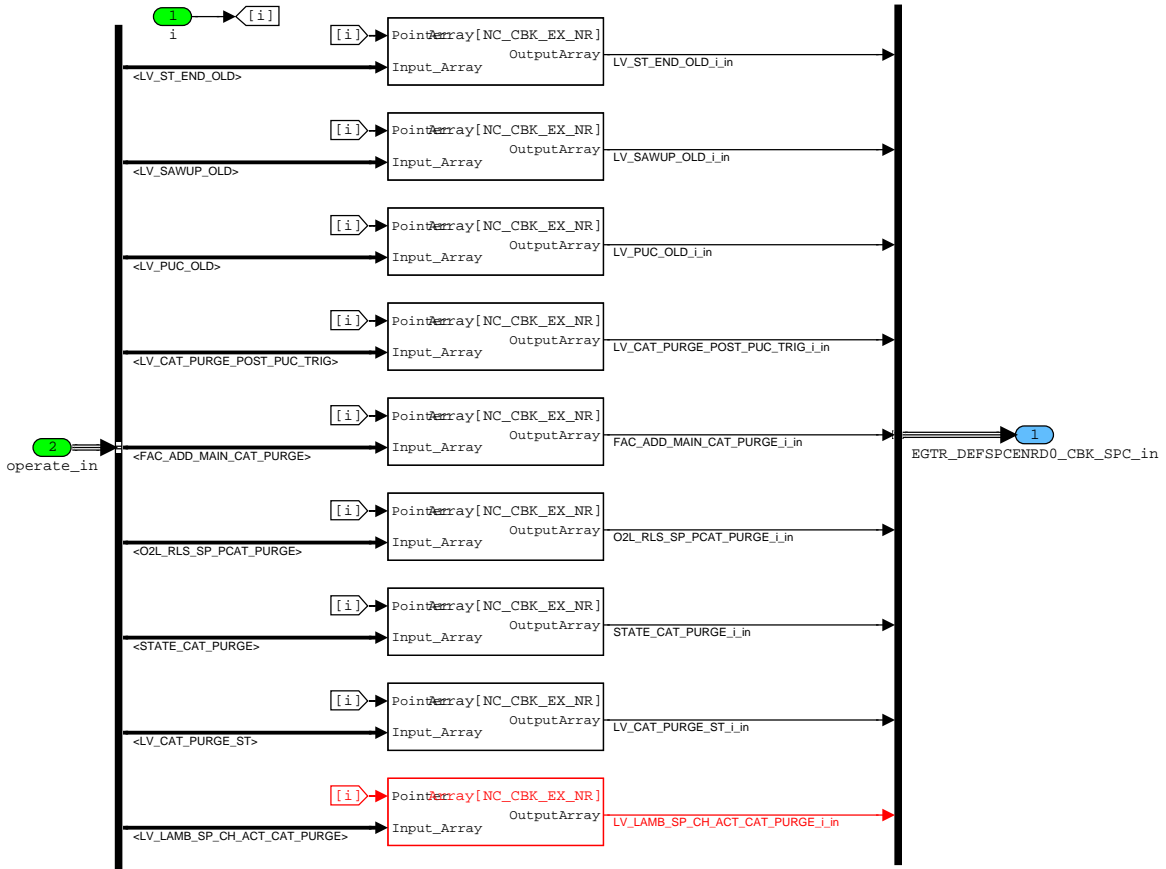 1
[i]
i
[i]
Pointer
Array[NC_CBK_EX_NR]
OutputArray
Input_Array
<LV_ST_END_OLD>
LV_ST_END_OLD_i_in
[i]
Pointer
Array[NC_CBK_EX_NR]
OutputArray
Input_Array
<LV_SAWUP_OLD>
LV_SAWUP_OLD_i_in
[i]
Pointer
Array[NC_CBK_EX_NR]
OutputArray
Input_Array
<LV_PUC_OLD>
LV_PUC_OLD_i_in
[i]
Pointer
Array[NC_CBK_EX_NR]
OutputArray
Input_Array
<LV_CAT_PURGE_POST_PUC_TRIG>
LV_CAT_PURGE_POST_PUC_TRIG_i_in
2
operate_in
[i]
Pointer
Array[NC_CBK_EX_NR]
OutputArray
Input_Array
<FAC_ADD_MAIN_CAT_PURGE>
FAC_ADD_MAIN_CAT_PURGE_i_in
1
EGTR_DEFSPCENRD0_CBK_SPC_in
[i]
Pointer
Array[NC_CBK_EX_NR]
OutputArray
Input_Array
<O2L_RLS_SP_PCAT_PURGE>
O2L_RLS_SP_PCAT_PURGE_i_in
[i]
Pointer
Array[NC_CBK_EX_NR]
OutputArray
Input_Array
<STATE_CAT_PURGE>
STATE_CAT_PURGE_i_in
[i]
Pointer
Array[NC_CBK_EX_NR]
OutputArray
Input_Array
<LV_CAT_PURGE_ST>
LV_CAT_PURGE_ST_i_in
[i]
Pointer
Array[NC_CBK_EX_NR]
OutputArray
Input_Array
<LV_LAMB_SP_CH_ACT_CAT_PURGE>
LV_LAMB_SP_CH_ACT_CAT_PURGE_i_in